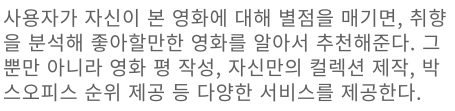 사용자가 자신이 본 영화에 대해 별점을 매기면, 취향
을 분석해 좋아할만한 영화를 알아서 추천해준다. 그
뿐만 아니라 영화 평 작성, 자신만의 컬렉션 제작, 박
스오피스 순위 제공 등 다양한 서비스를 제공한다.